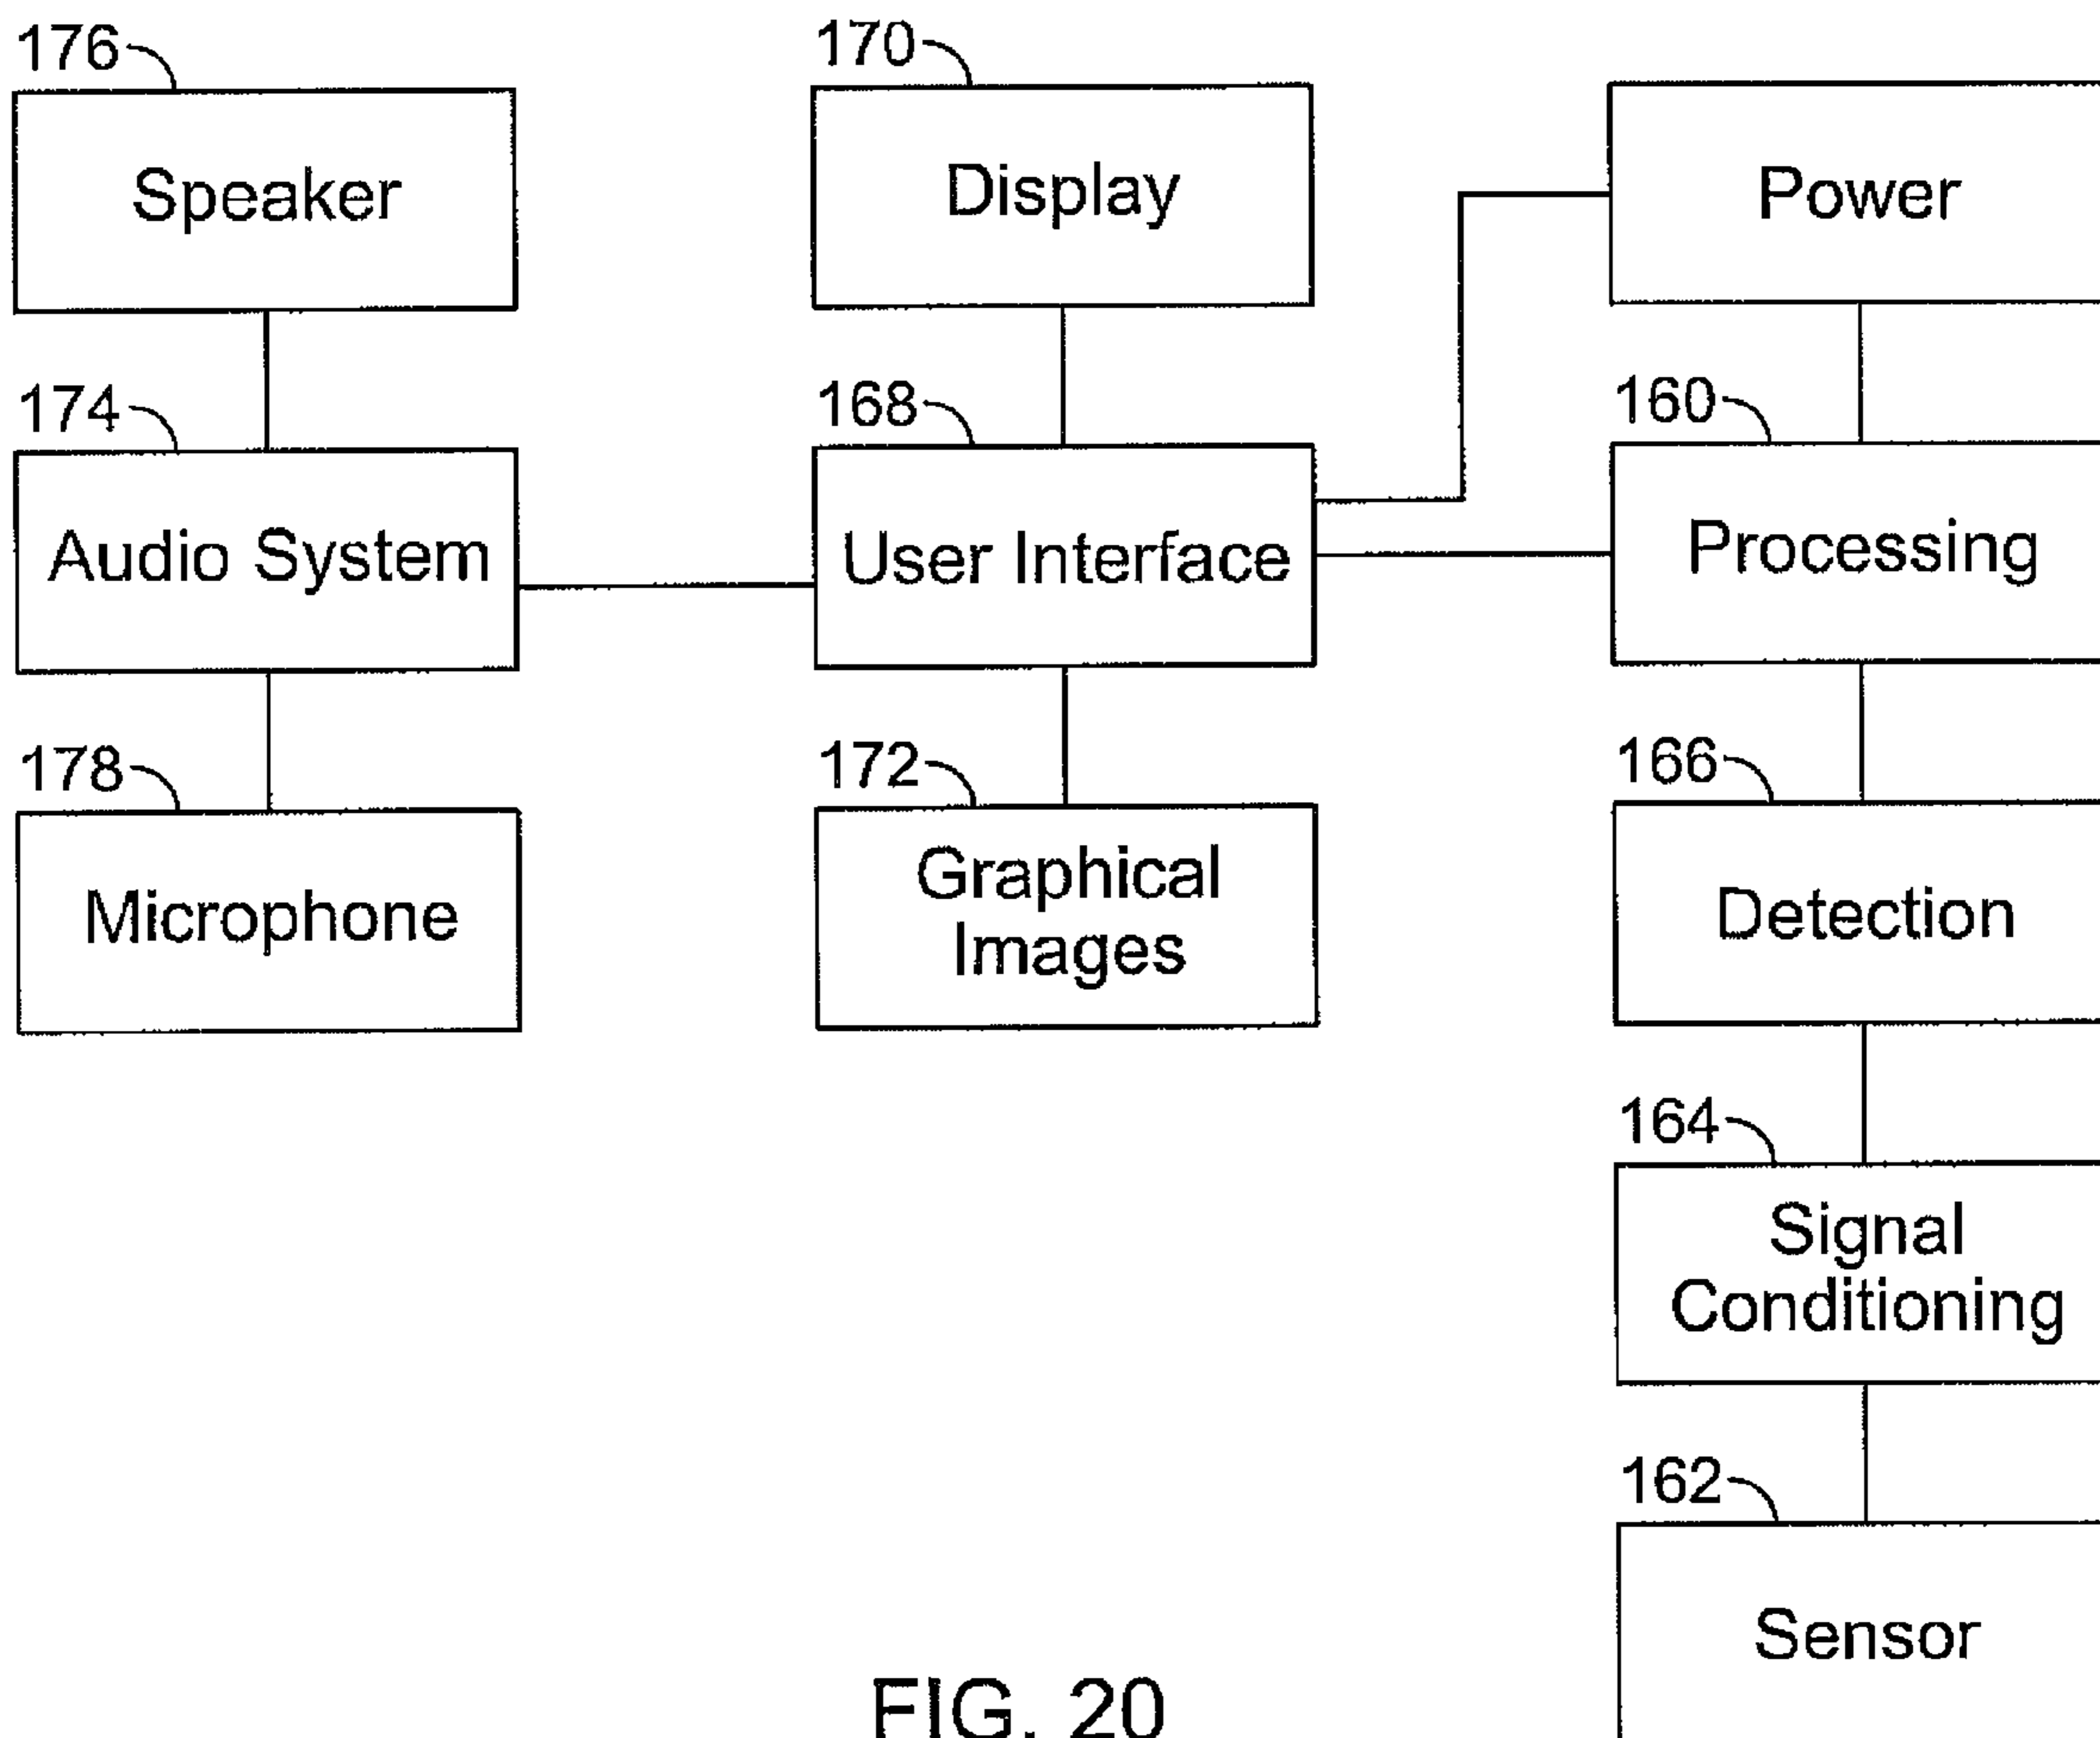 176
170
Speaker
Display
Power
174
168
160
Audio System
User Interface
Processing
178
172
166
Microphone
Graphical
Images
Detection
164
Signal
Conditioning
162
Sensor
FIG. 20